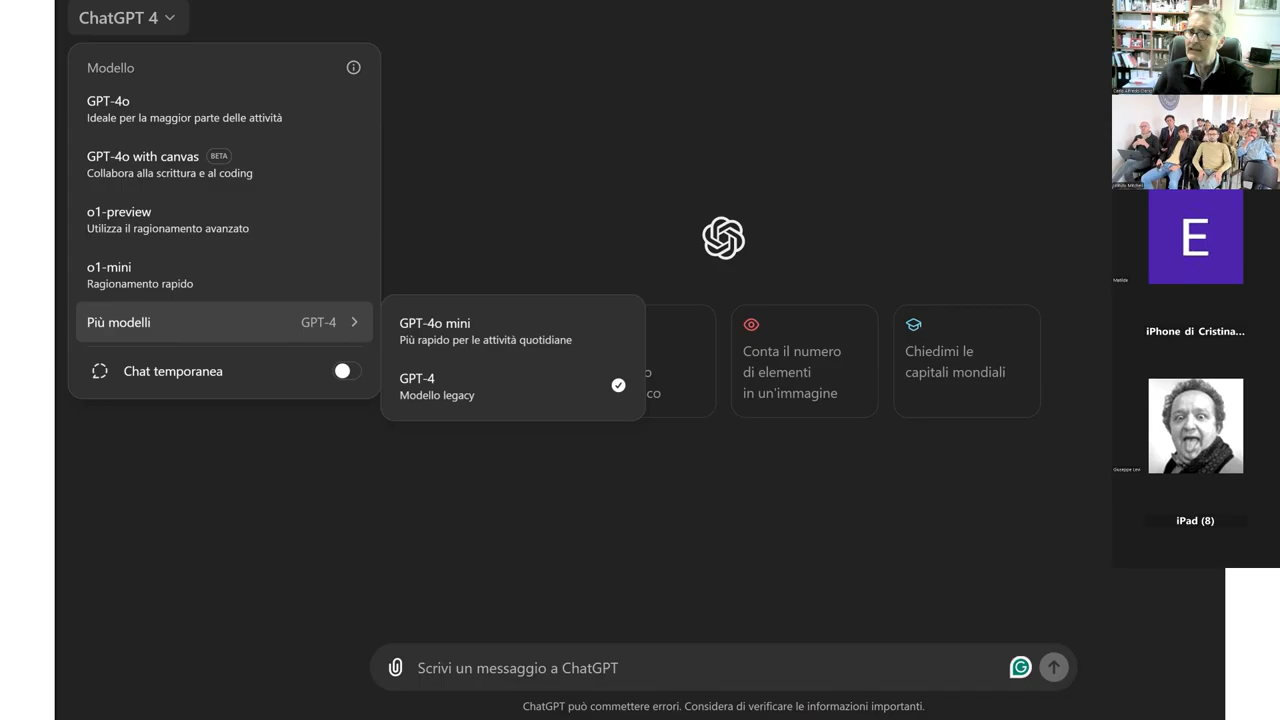 ChatGPT 4
Modello
GPT-4o
Ideale per la maggior parte delle attività
GPT-4o with canvas BETA
Collabora alla scrittura e al coding
o1-preview
Utilizza il ragionamento avanzato
o1-mini
Ragionamento rapido
Più modelli GPT-4
Chat temporanea
GPT-4o mini
Più rapido per le attività quotidiane
GPT-4
Modello legacy
o
co
Conta il numero
di elementi
in un'immagine
Chiedimi le
capitali mondiali
Scrivi un messaggio a ChatGPT
ChatGPT può commettere errori. Considera di verificare le informazioni importanti.
E
Matilde
iPhone di Cristina...
Giuseppe Levi
iPad (8)